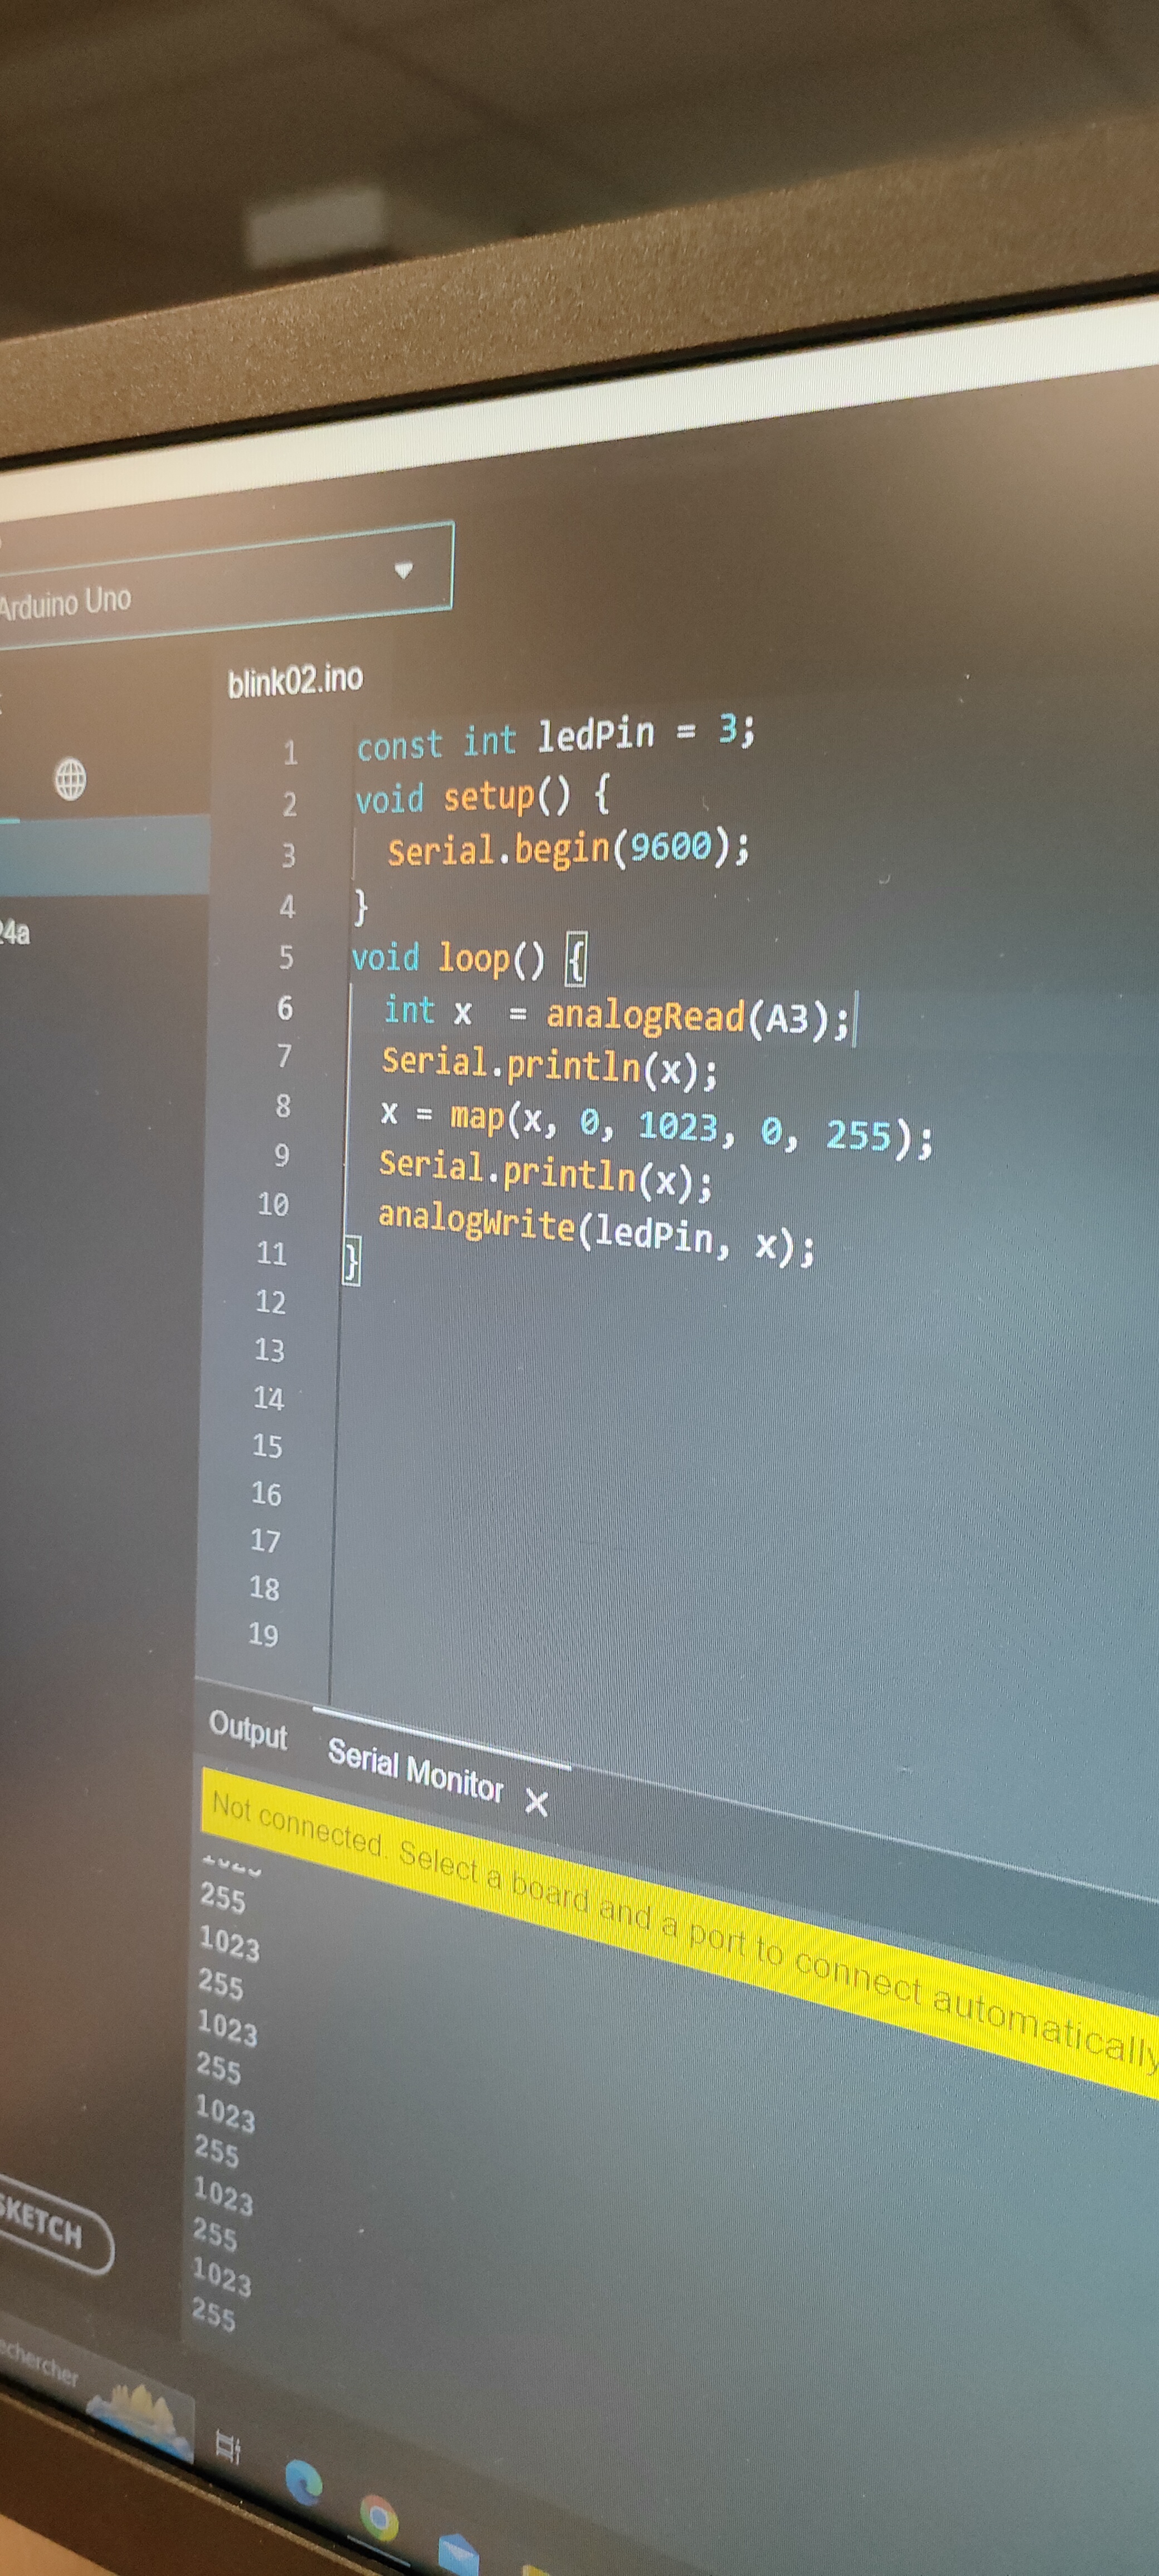 Arduino Uno
blink02.ino
24a
1 const int ledPin = 3;
2 void setup() {
3 Serial.begin(9600);
4 }
5 void loop() {
6 int x  = analogRead(A3);
7 Serial.println(x);
8 x = map(x, 0, 1023, 0, 255);
9 Serial.println(x);
10 analogWrite(ledPin, x);
11 }
12
13
14
15
16
17
18
19
Output Serial Monitor
Not connected. Select a board and a port to connect automatically
255
1023
255
1023
255
1023
255
1023
255
1023
255
SKETCH
echercher